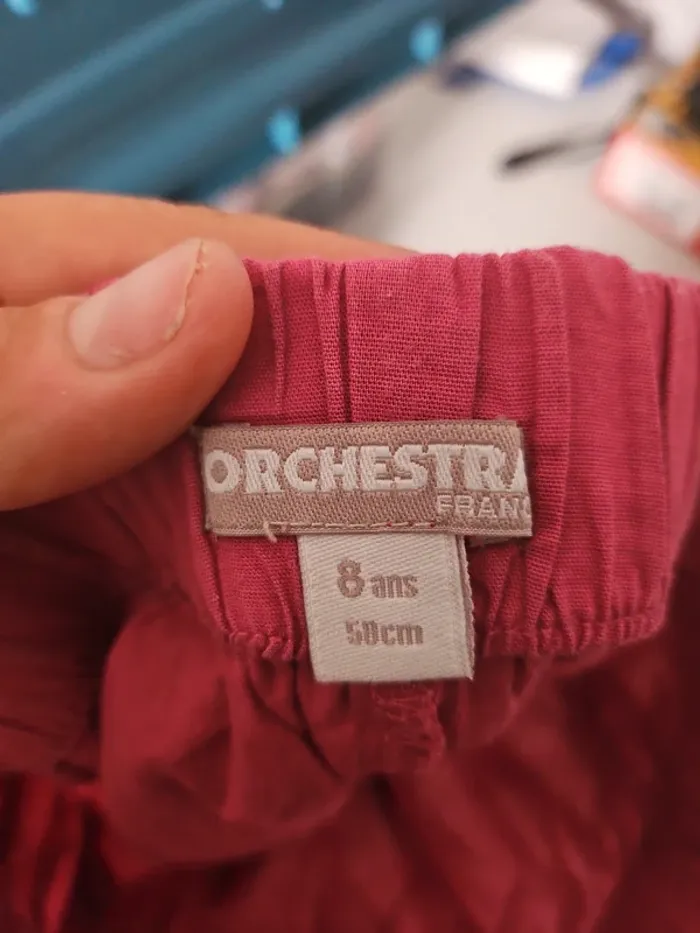 ORCHESTRA
FRANC
8 ans
50cm